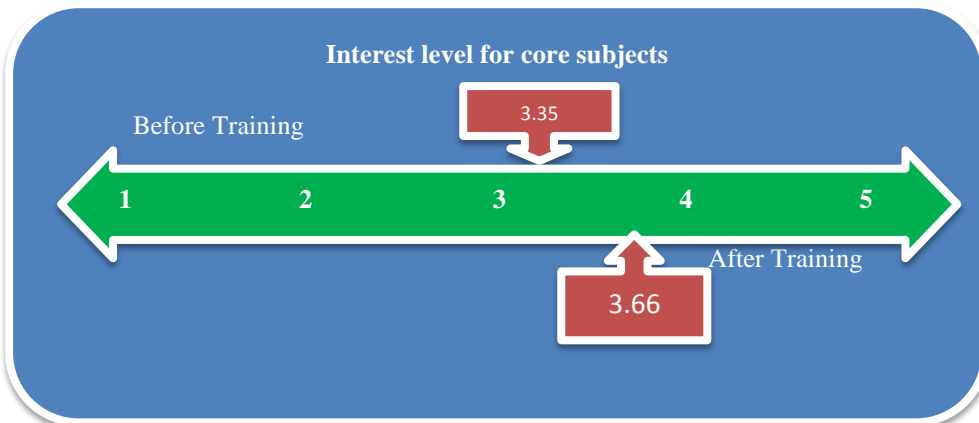 Interest level for core subjects
3.35
Before Training
1 2 3 4 5
After Training
3.66